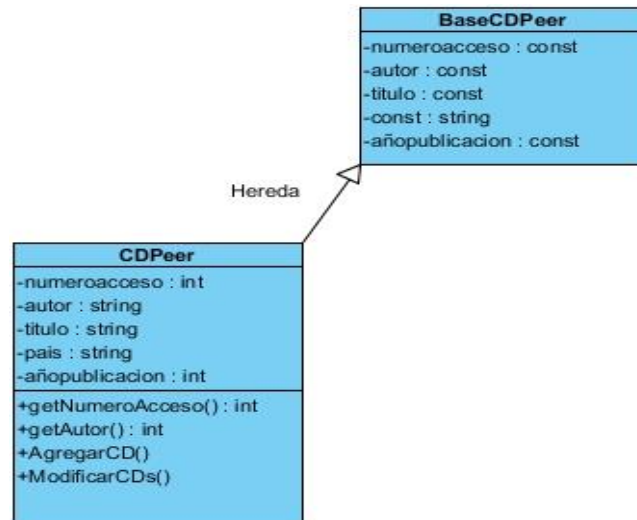 BaseCDPeer
-numeroacceso : const
-autor : const
-titulo : const
-const : string
-añopublicacion : const
Hereda
CDPeer
-numeroacceso : int
-autor : string
-titulo : string
-pais : string
-añopublicacion : int
+getNumeroAcceso() : int
+getAutor() : int
+AgregarCD()
+ModificarCDs()